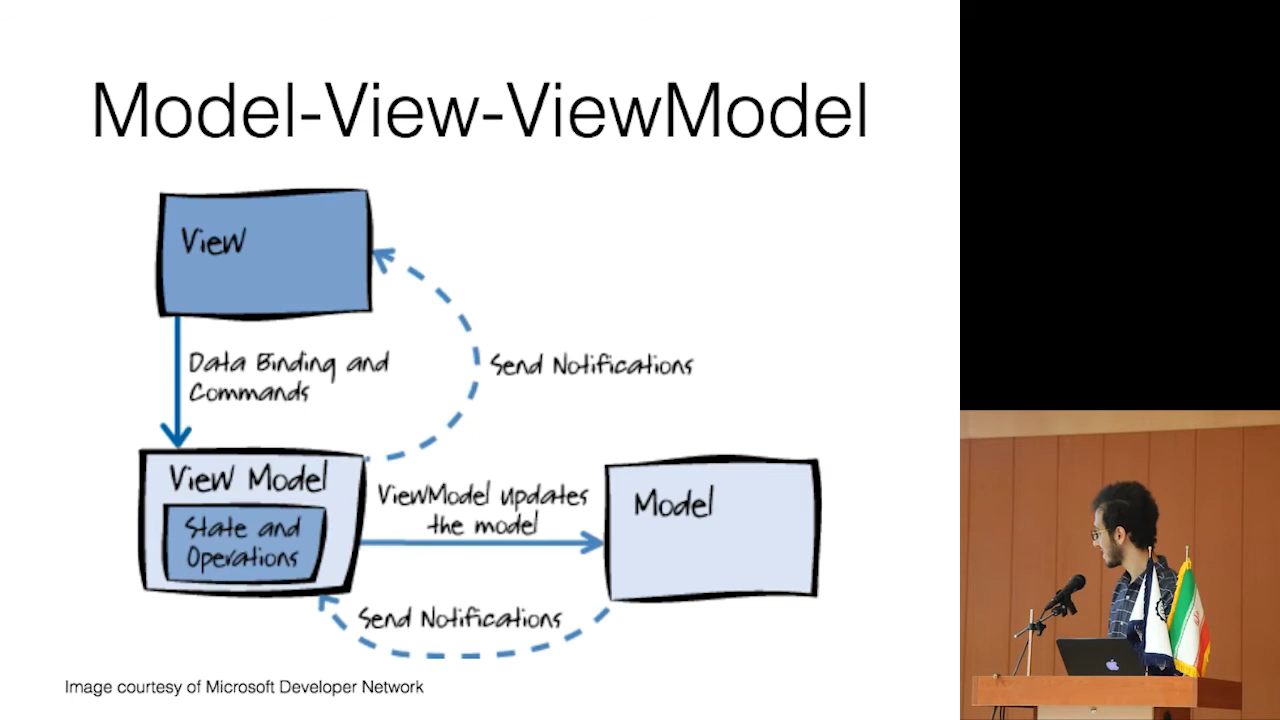 Model-View-ViewModel
View
Data Binding and
Commands
Send Notifications
View Model
State and
Operations
ViewModel updates
the model
Model
Send Notifications
Image courtesy of Microsoft Developer Network